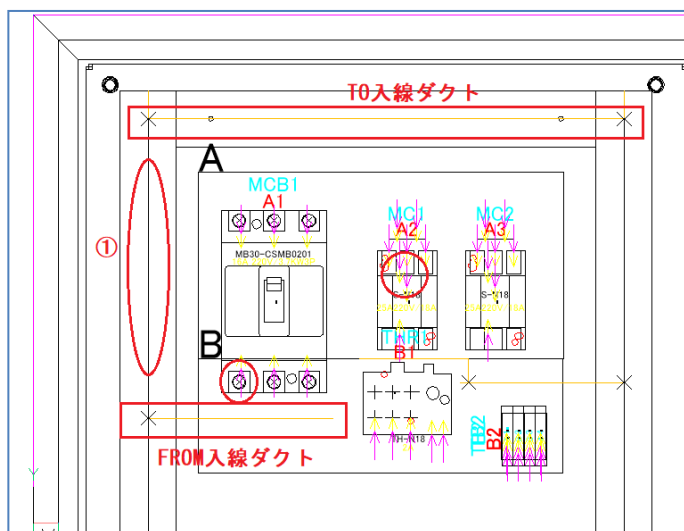 TO入線ダクト
A
MCB1
A1
MC1
A2
MC2
A3
①
MB30-CSMB0201
S-N18
B
THR1
B1
TH-N18
B2
FROM入線ダクト